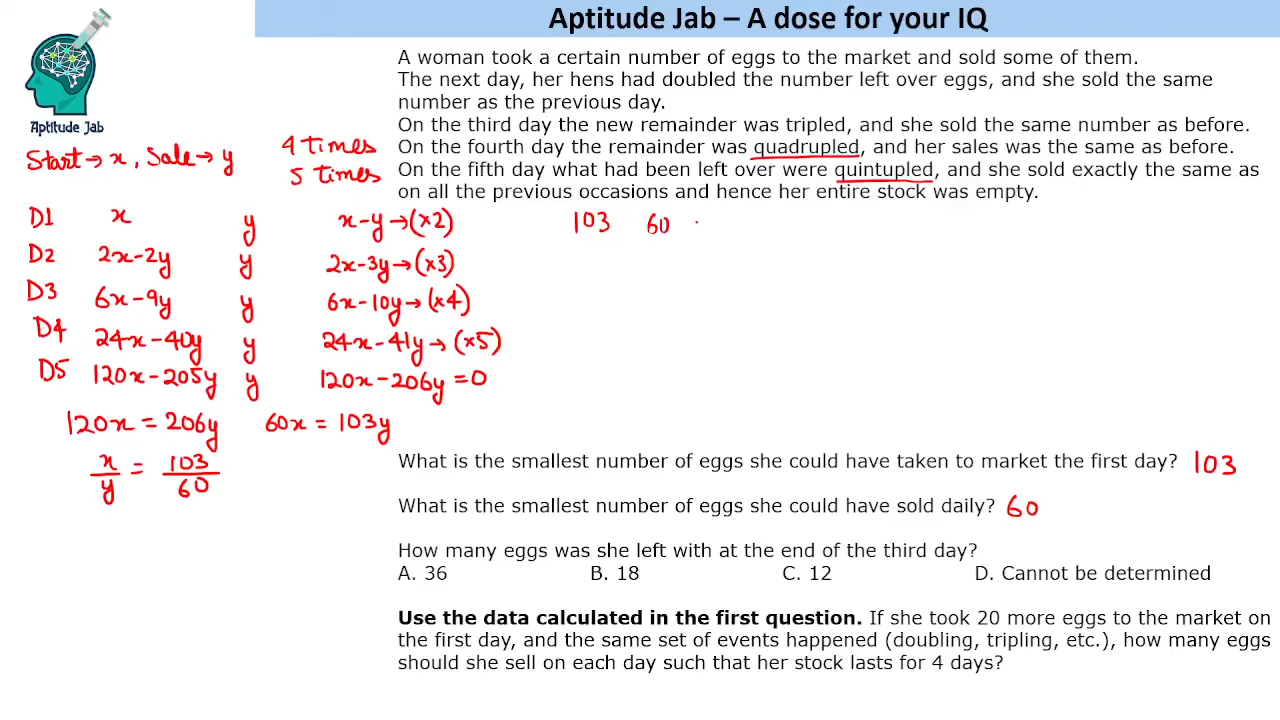 Aptitude Jab – A dose for your IQ
Aptitude Jab
A woman took a certain number of eggs to the market and sold some of them.
The next day, her hens had doubled the number left over eggs, and she sold the same
number as the previous day.
On the third day the new remainder was tripled, and she sold the same number as before.
On the fourth day the remainder was quadrupled, and her sales was the same as before.
On the fifth day what had been left over were quintupled, and she sold exactly the same as
on all the previous occasions and hence her entire stock was empty.
Start → x, Sale → y
4 times
5 times
D1 x y x-y → (×2)
D2 2x-2y y 2x-3y → (×3)
D3 6x-9y y 6x-10y → (×4)
D4 24x-40y y 24x-41y → (×5)
D5 120x-205y y 120x-206y = 0
120x = 206y 60x = 103y
x/y = 103/60
103 60
What is the smallest number of eggs she could have taken to market the first day? 103
What is the smallest number of eggs she could have sold daily? 60
How many eggs was she left with at the end of the third day?
A. 36 B. 18 C. 12 D. Cannot be determined
Use the data calculated in the first question. If she took 20 more eggs to the market on
the first day, and the same set of events happened (doubling, tripling, etc.), how many eggs
should she sell on each day such that her stock lasts for 4 days?